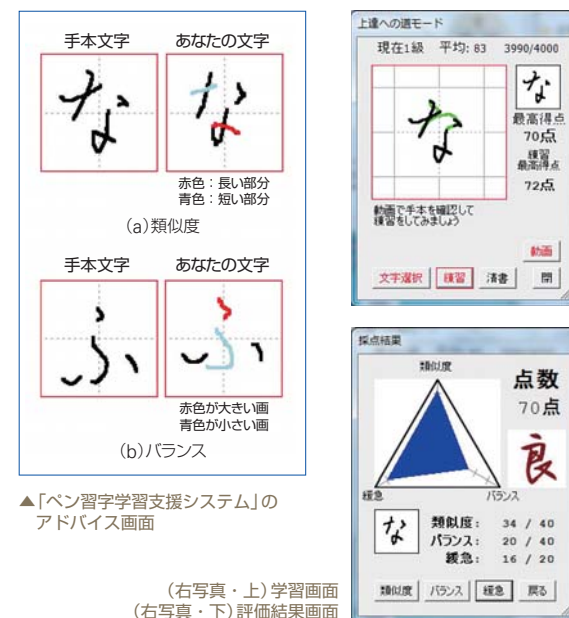 手本文字 あなたの文字
な な
赤色：長い部分
青色：短い部分
(a)類似度
手本文字 あなたの文字
ふ ふ
赤色が大きい画
青色が小さい画
(b)バランス
▲「ペン習字学習支援システム」の
アドバイス画面
(右写真・上)学習画面
(右写真・下)評価結果画面
上達への道モード
現在1級 平均: 83 3990/4000
な な
最高得点
70点
練習
最高得点
72点
動画で手本を確認して
練習をしてみましょう
動画
文字選択 練習 清書 閉
採点結果
類似度
点数
70点
良
緩急 バランス
な
類似度: 34 / 40
バランス: 20 / 40
緩急: 16 / 20
類似度 バランス 緩急 戻る